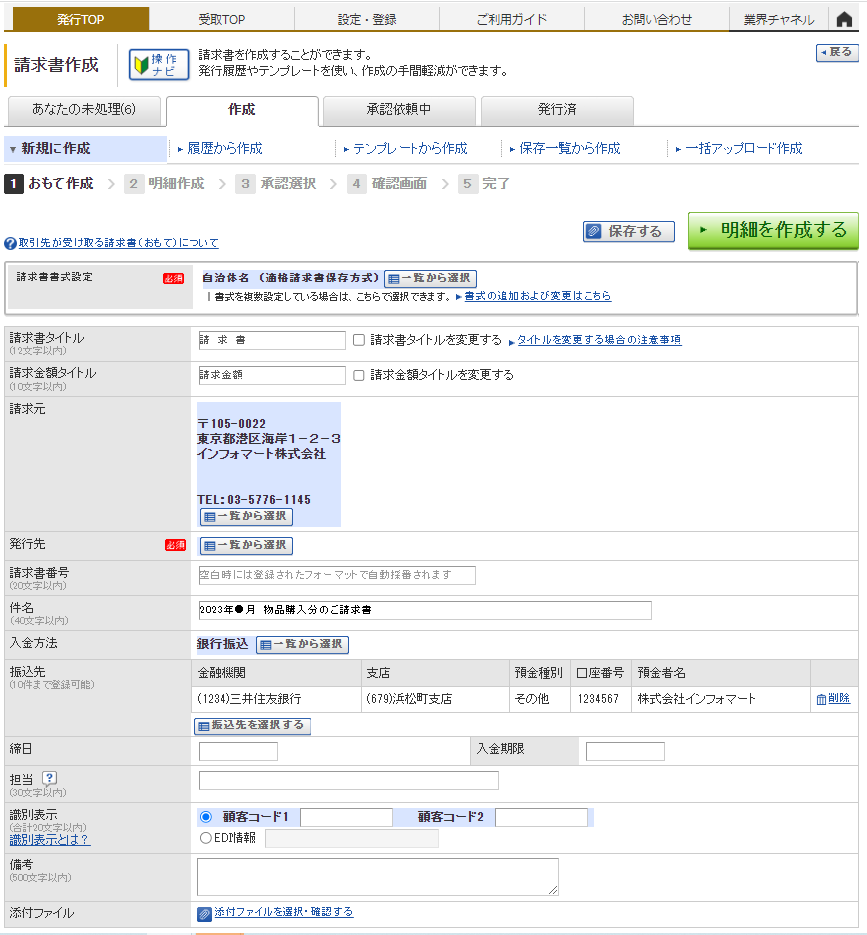 発行TOP 受取TOP 設定・登録 ご利用ガイド お問い合わせ 業界チャネル
請求書作成 操作ナビ 請求書を作成することができます。
発行履歴やテンプレートを使い、作成の手間軽減ができます。
戻る
あなたの未処理(6) 作成 承認依頼中 発行済
新規に作成 履歴から作成 テンプレートから作成 保存一覧から作成 一括アップロード作成
1 おもて作成 2 明細作成 3 承認選択 4 確認画面 5 完了
保存する 明細を作成する
取引先が受け取る請求書(おもて)について
請求書書式設定 必須 自治体名 (適格請求書保存方式) 一覧から選択
書式を複数設定している場合は、こちらで選択できます。 書式の追加および変更はこちら
請求書タイトル 請 求 書 請求書タイトルを変更する タイトルを変更する場合の注意事項
(12文字以内)
請求金額タイトル 請求金額 請求金額タイトルを変更する
(10文字以内)
請求元
〒105-0022
東京都港区海岸1-2-3
インフォマート株式会社
TEL:03-5776-1145
一覧から選択
発行先 必須 一覧から選択
請求書番号 空白時には登録されたフォーマットで自動採番されます
(20文字以内)
件名 2023年●月 物品購入分のご請求書
(40文字以内)
入金方法 銀行振込 一覧から選択
振込先 金融機関 支店 預金種別 口座番号 預金者名
(10件まで登録可能)
(1234)三井住友銀行 (679)浜松町支店 その他 1234567 株式会社インフォマート 削除
振込先を選択する
締日 入金期限
担当 ?
(30文字以内)
識別表示 顧客コード1 顧客コード2
(合計20文字以内)
識別表示とは? EDI情報
備考
(500文字以内)
添付ファイル 添付ファイルを選択・確認する